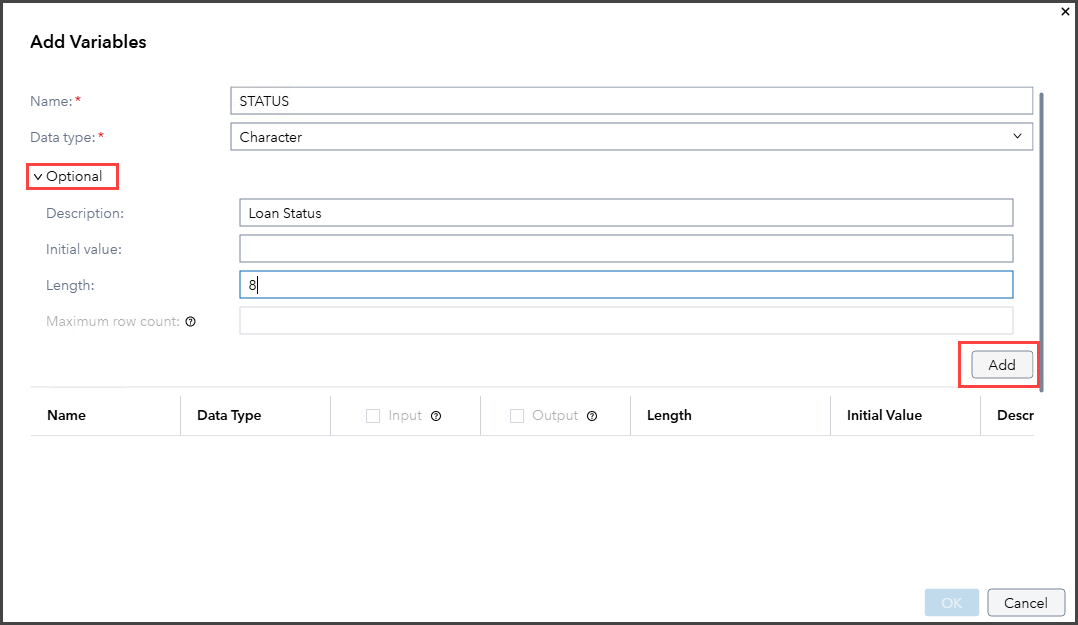 Add Variables
Name:* STATUS
Data type:* Character
Optional
Description: Loan Status
Initial value:
Length: 8
Maximum row count:
Add
Name Data Type Input Output Length Initial Value Descr
OK Cancel